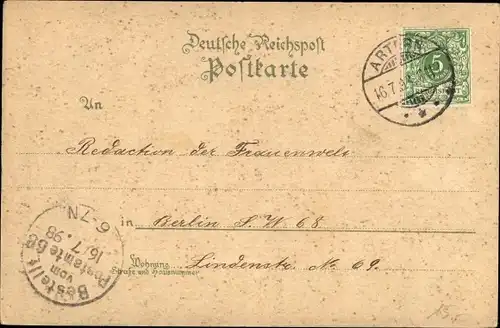 Deutsche Reichspost
Postkarte
ARTERN
16.7.
5
An
Redaction der Frauenwelt
in Berlin S. W. 68
Wohnung
Straße und Hausnummer
Lindenstr. No 69.
Bestellt
vom
Postamte 68
16/7.98
6-7N